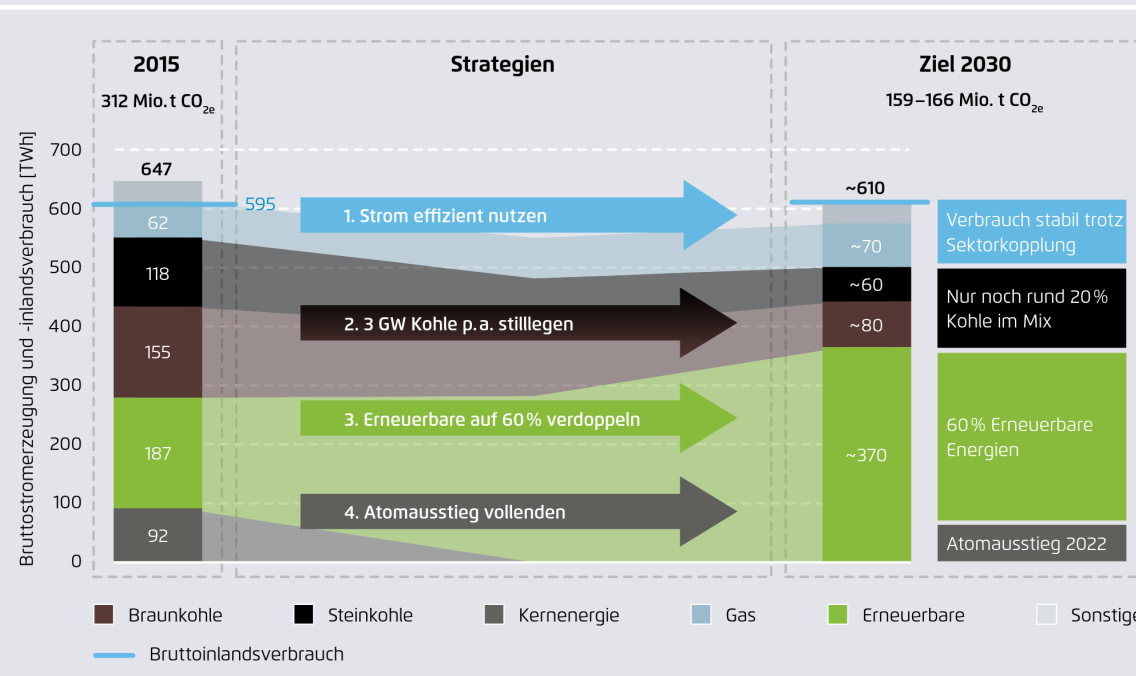 2015
312 Mio. t CO2e
Strategien
Ziel 2030
159–166 Mio. t CO2e
Bruttostromerzeugung und -inlandsverbrauch [TWh]
700
600
500
400
300
200
100
0
647
595
62
118
155
187
92
1. Strom effizient nutzen
2. 3 GW Kohle p. a. stilllegen
3. Erneuerbare auf 60 % verdoppeln
4. Atomausstieg vollenden
~610
~70
~60
~80
~370
Verbrauch stabil trotz
Sektorkopplung
Nur noch rund 20 %
Kohle im Mix
60 % Erneuerbare
Energien
Atomausstieg 2022
Braunkohle
Steinkohle
Kernenergie
Gas
Erneuerbare
Sonstige
Bruttoinlandsverbrauch